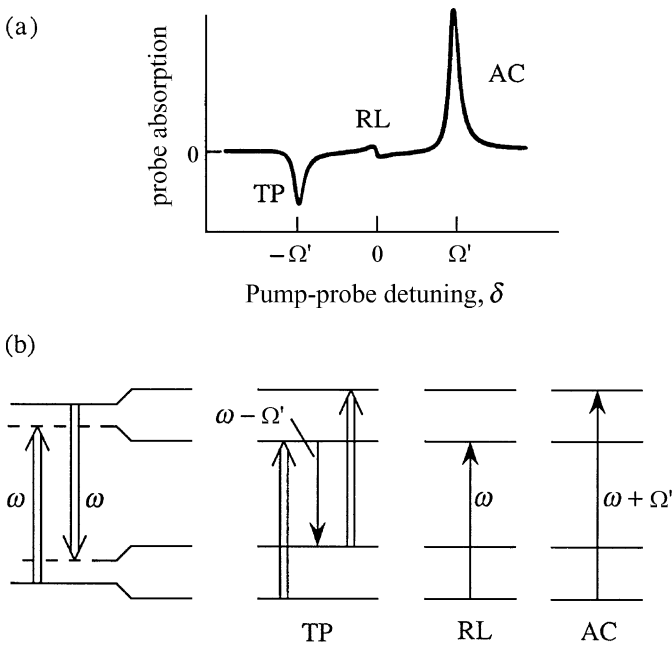 (a)
probe absorption
0
TP
RL
AC
−Ω' 0 Ω'
Pump-probe detuning, δ
(b)
ω ω
ω − Ω'
ω
ω + Ω'
TP RL AC